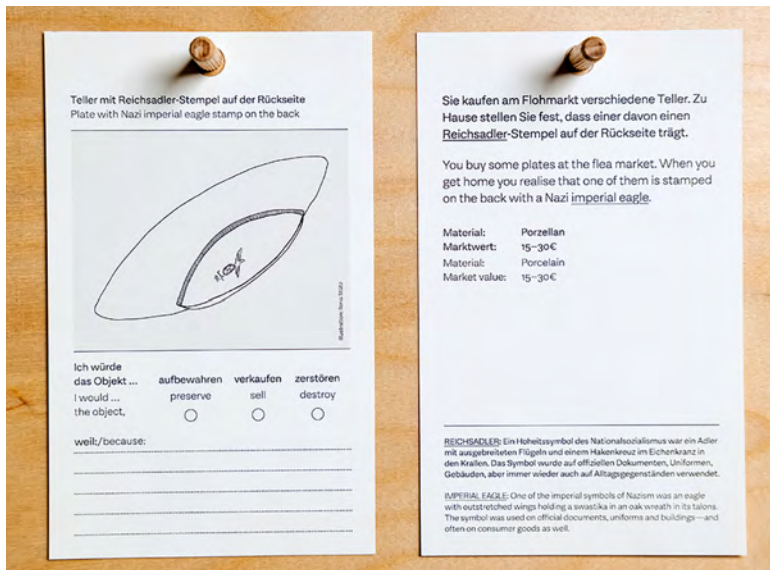 Teller mit Reichsadler-Stempel auf der Rückseite
Plate with Nazi imperial eagle stamp on the back
Ich würde
das Objekt ... aufbewahren verkaufen zerstören
I would ... preserve sell destroy
the object,
weil:/because:
Sie kaufen am Flohmarkt verschiedene Teller. Zu
Hause stellen Sie fest, dass einer davon einen
Reichsadler-Stempel auf der Rückseite trägt.
You buy some plates at the flea market. When you
get home you realise that one of them is stamped
on the back with a Nazi imperial eagle.
Material: Porzellan
Marktwert: 15–30€
Material: Porcelain
Market value: 15–30€
REICHSADLER: Ein Hoheitssymbol des Nationalsozialismus war ein Adler
mit ausgebreiteten Flügeln und einem Hakenkreuz im Eichenkranz in
den Krallen. Das Symbol wurde auf offiziellen Dokumenten, Uniformen,
Gebäuden, aber immer wieder auch auf Alltagsgegenständen verwendet.
IMPERIAL EAGLE: One of the imperial symbols of Nazism was an eagle
with outstretched wings holding a swastika in an oak wreath in its talons.
The symbol was used on official documents, uniforms and buildings—and
often on consumer goods as well.